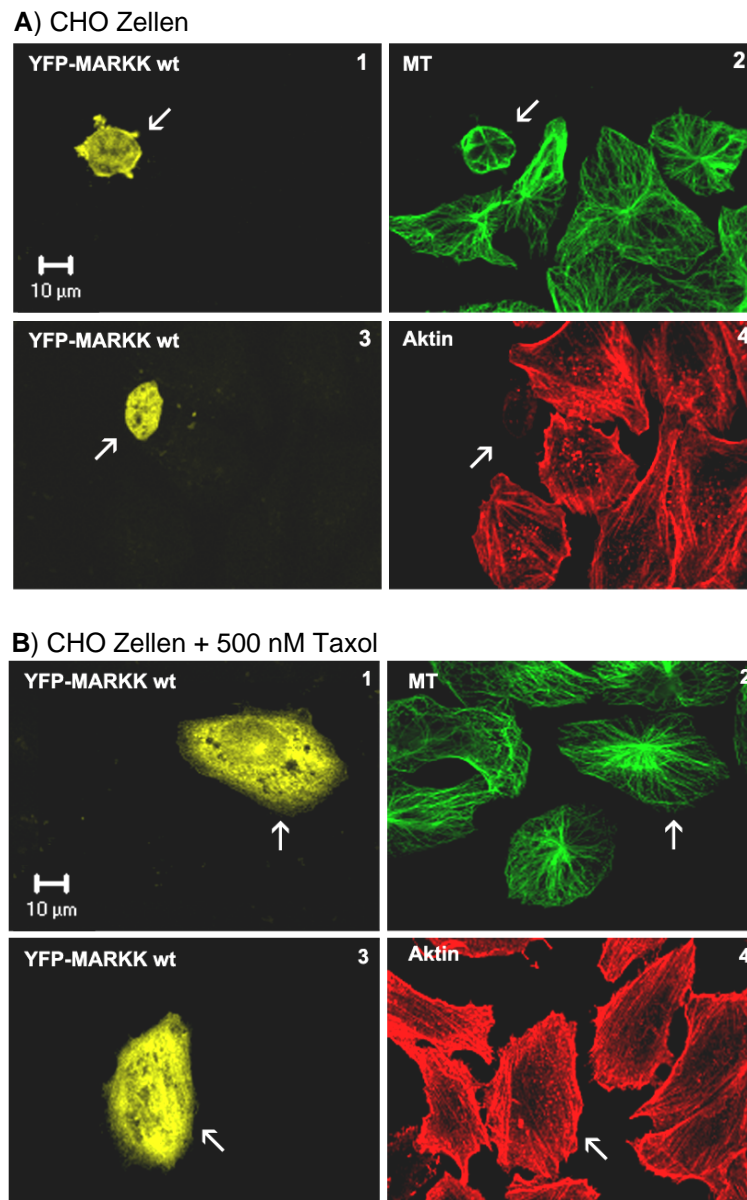 A) CHO Zellen
YFP-MARKK wt 1
MT 2
10 µm
YFP-MARKK wt 3
Aktin 4
B) CHO Zellen + 500 nM Taxol
YFP-MARKK wt 1
MT 2
10 µm
YFP-MARKK wt 3
Aktin 4